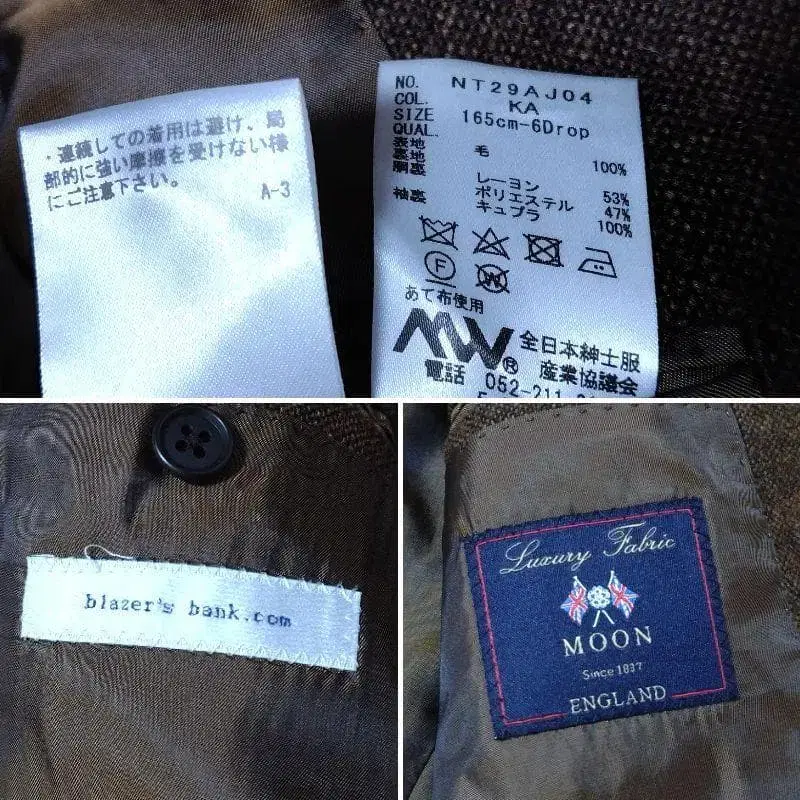 ・連続しての着用は避け、局
部的に強い摩擦を受けない様
にご注意下さい。
A-3
NO. NT29AJ04
COL. KA
SIZE 165cm-6Drop
QUAL.
表地 毛 100%
胴裏 レーヨン 53%
ポリエステル 47%
袖裏 キュプラ 100%
F
W
あて布使用
MW®
全日本紳士服
産業協議会
電話 052-211
blazer's bank.com
Luxury Fabric
MOON
Since 1837
ENGLAND